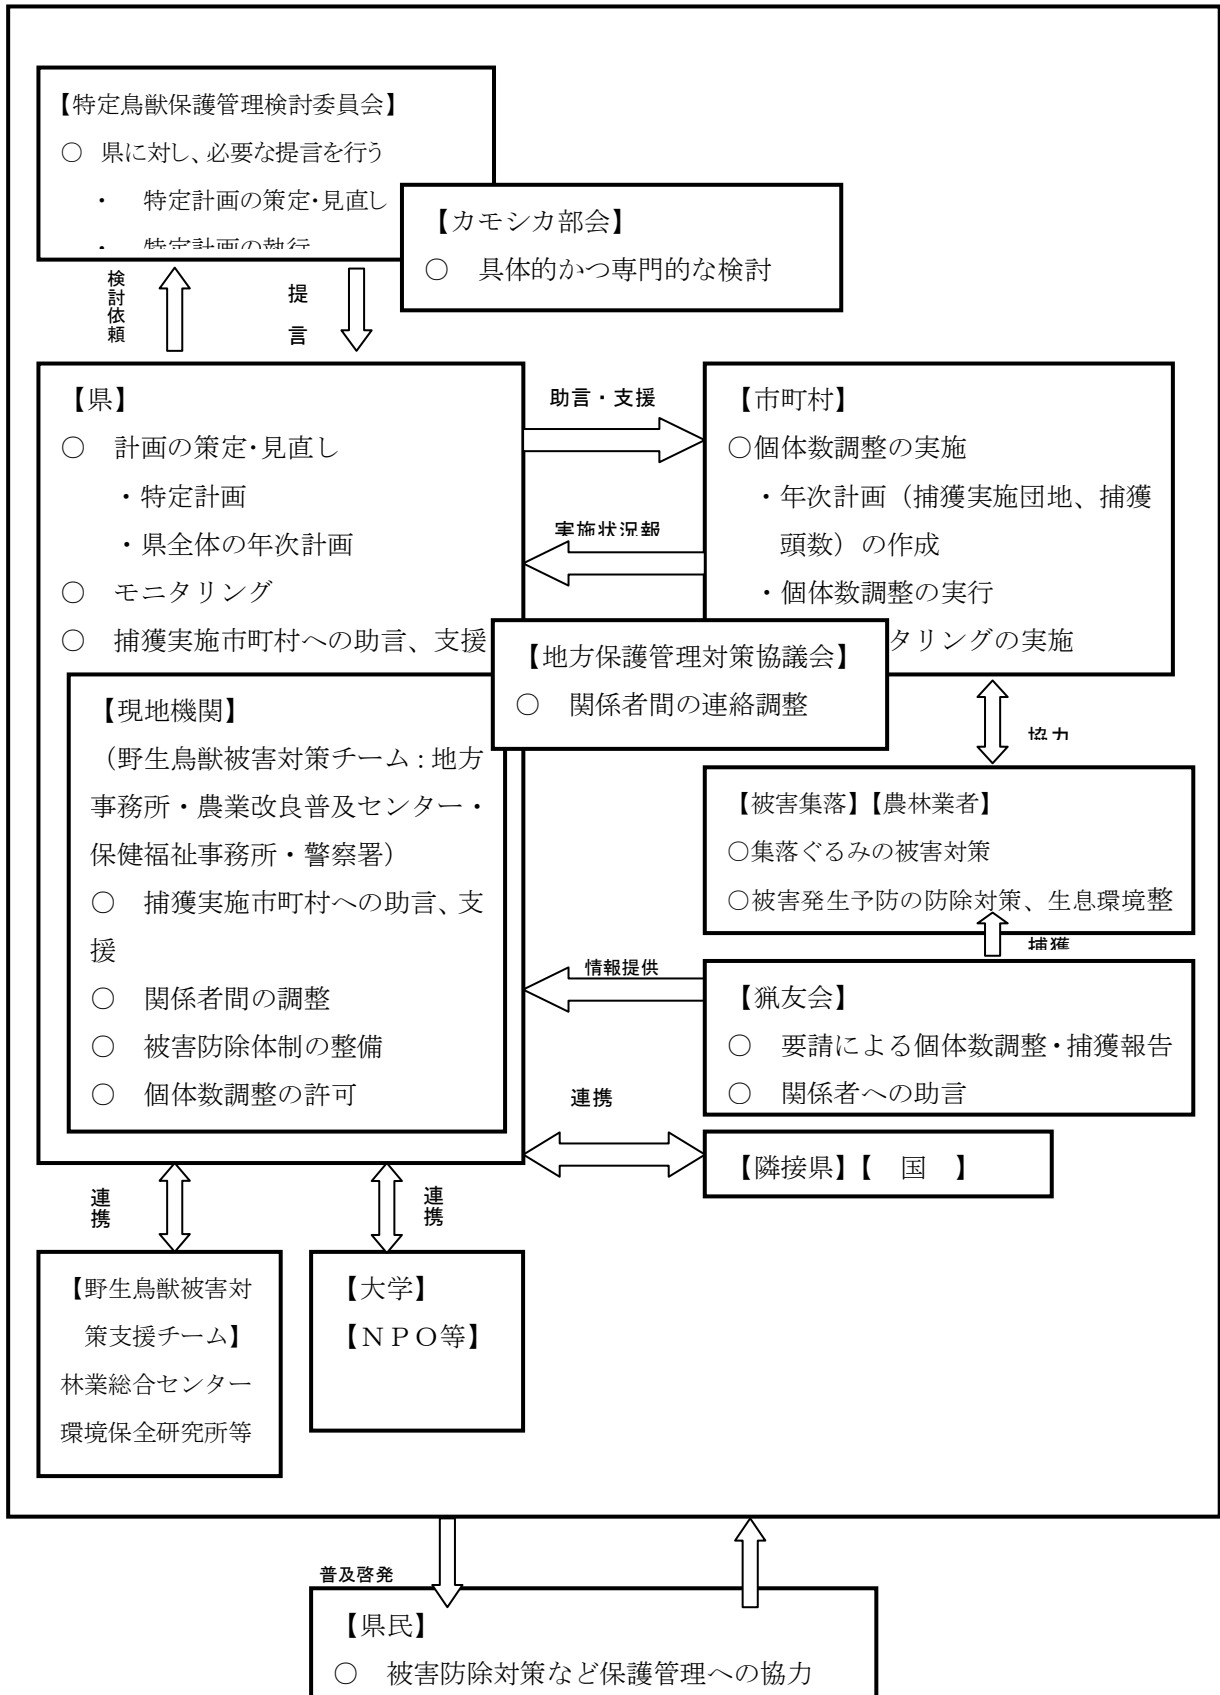 【特定鳥獣保護管理検討委員会】
○ 県に対し、必要な提言を行う
・ 特定計画の策定・見直し
・ 特定計画の執行
【カモシカ部会】
○ 具体的かつ専門的な検討
検討依頼
提言
【県】
○ 計画の策定・見直し
・特定計画
・県全体の年次計画
○ モニタリング
○ 捕獲実施市町村への助言、支援
助言・支援
実施状況報
【市町村】
○個体数調整の実施
・年次計画（捕獲実施団地、捕獲
頭数）の作成
・個体数調整の実行
タリングの実施
【地方保護管理対策協議会】
○ 関係者間の連絡調整
【現地機関】
（野生鳥獣被害対策チーム：地方
事務所・農業改良普及センター・
保健福祉事務所・警察署）
○ 捕獲実施市町村への助言、支
援
○ 関係者間の調整
○ 被害防除体制の整備
○ 個体数調整の許可
協力
【被害集落】【農林業者】
○集落ぐるみの被害対策
○被害発生予防の防除対策、生息環境整
捕獲
情報提供
【猟友会】
○ 要請による個体数調整・捕獲報告
○ 関係者への助言
連携
【隣接県】【 国 】
連携
連携
【野生鳥獣被害対
策支援チーム】
林業総合センター
環境保全研究所等
【大学】
【ＮＰＯ等】
普及啓発
【県民】
○ 被害防除対策など保護管理への協力